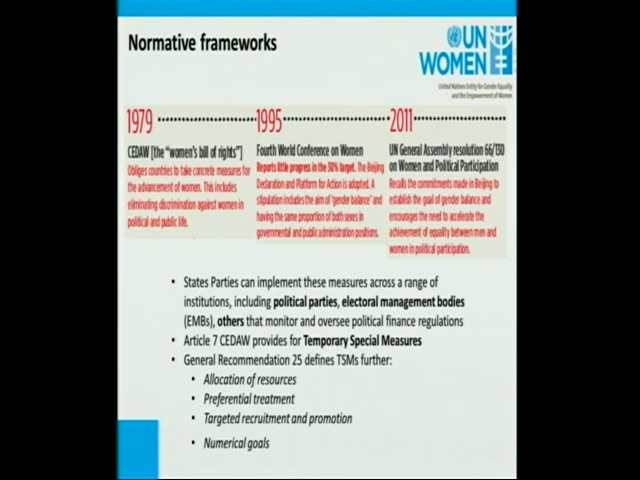 Normative frameworks
UN
WOMEN
United Nations Entity for Gender Equality
and the Empowerment of Women
1979
CEDAW [the "women's bill of rights"]
Obliges countries to take concrete measures for
the advancement of women. This includes
eliminating discrimination against women in
political and public life.
1995
Fourth World Conference on Women
Reports little progress in the 30% target. The Beijing
Declaration and Platform for Action is adopted. A
stipulation includes the aim of 'gender balance' and
having the same proportion of both sexes in
governmental and public administration positions.
2011
UN General Assembly resolution 66/130
on Women and Political Participation
Recalls the commitments made in Beijing to
establish the goal of gender balance and
encourages the need to accelerate the
achievement of equality between men and
women in political participation.
• States Parties can implement these measures across a range of
institutions, including political parties, electoral management bodies
(EMBs), others that monitor and oversee political finance regulations
• Article 7 CEDAW provides for Temporary Special Measures
• General Recommendation 25 defines TSMs further:
• Allocation of resources
• Preferential treatment
• Targeted recruitment and promotion
• Numerical goals